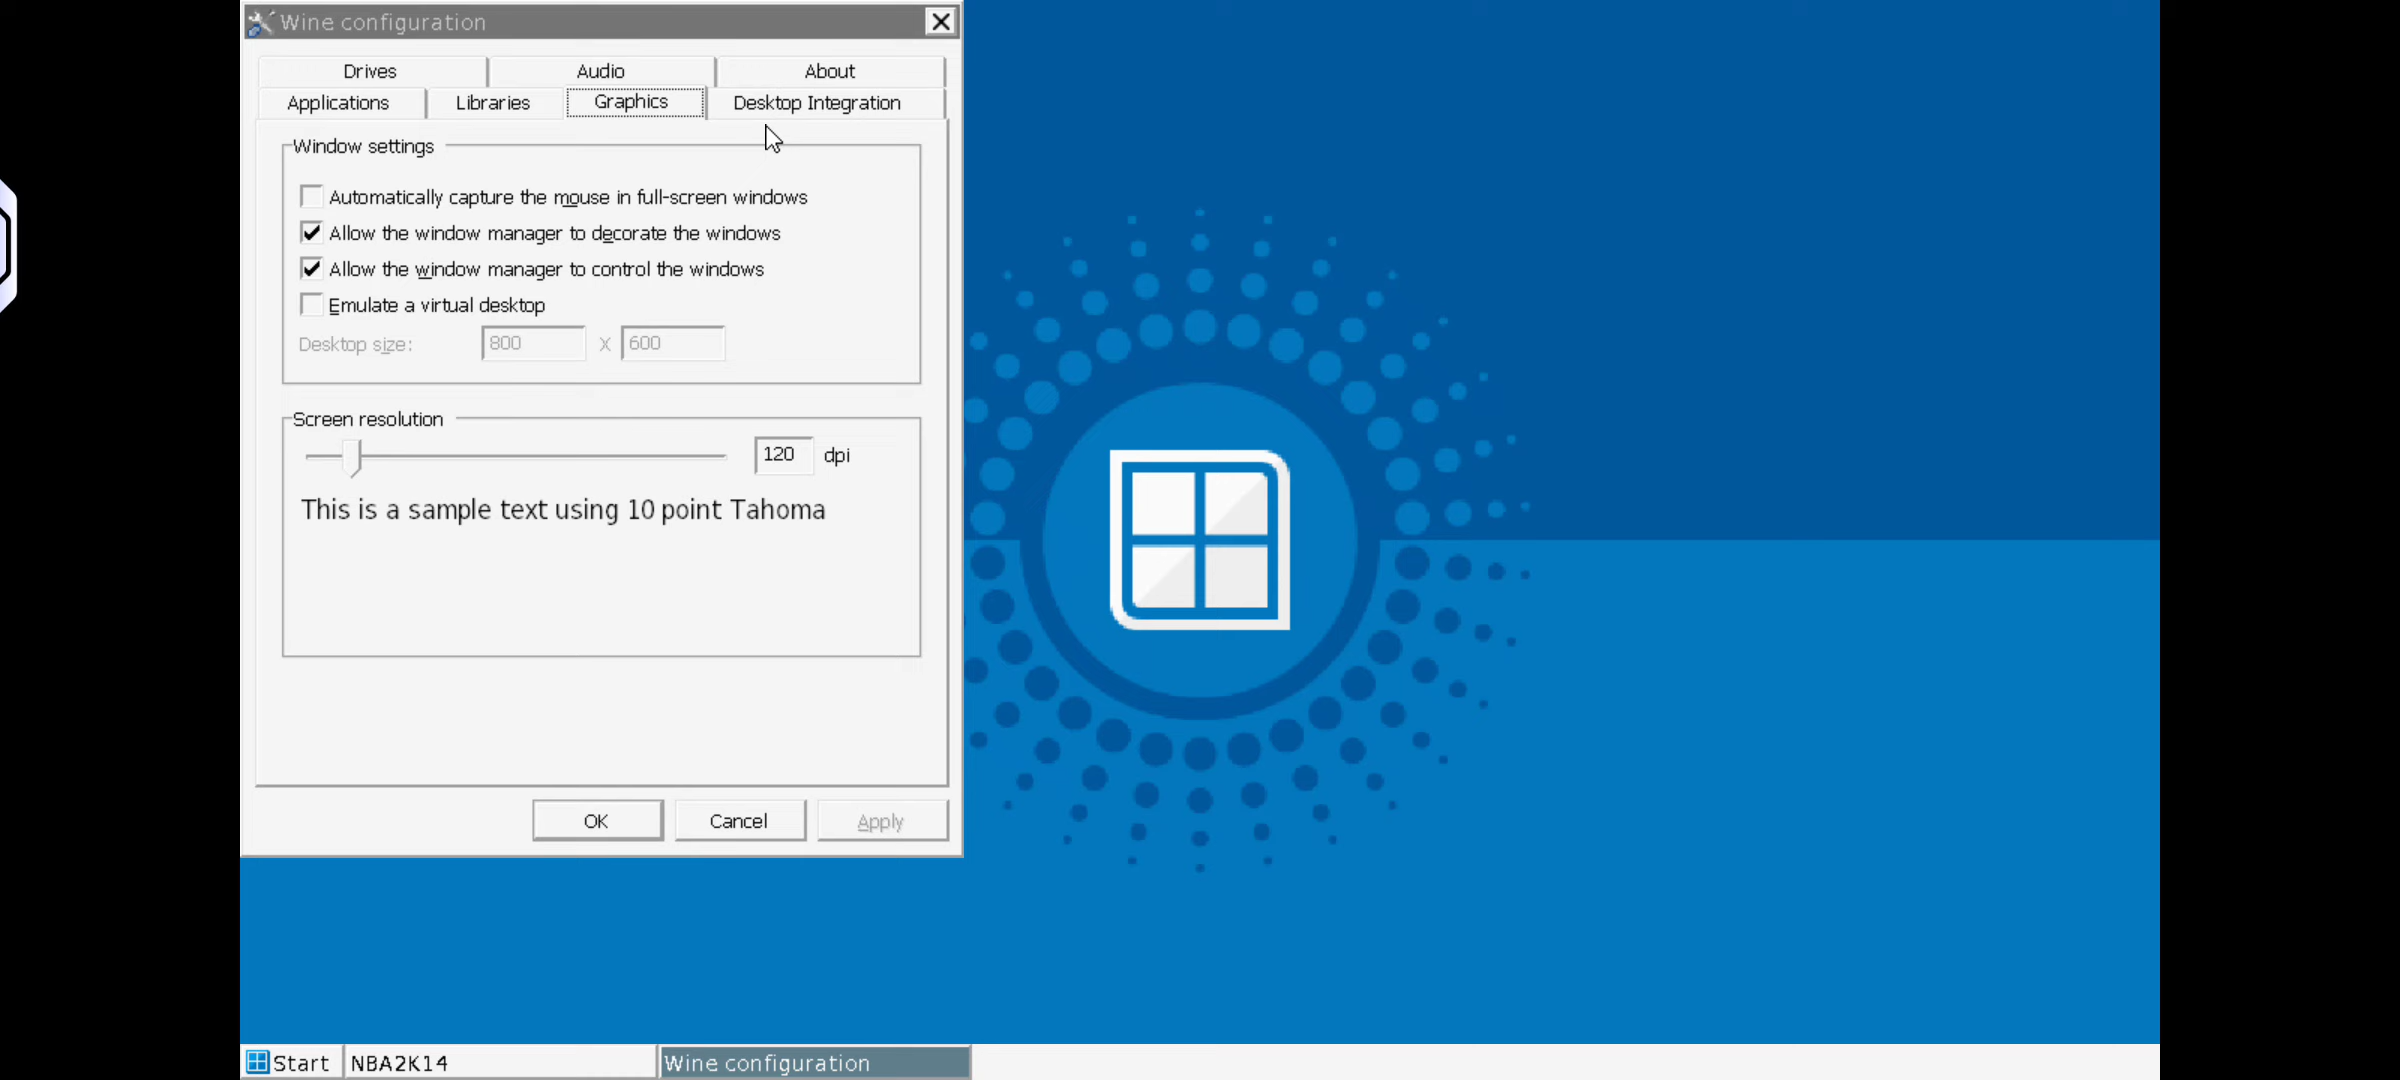 Wine configuration
Drives Audio About
Applications Libraries Graphics Desktop Integration
Window settings
Automatically capture the mouse in full-screen windows
Allow the window manager to decorate the windows
Allow the window manager to control the windows
Emulate a virtual desktop
Desktop size: 800 X 600
Screen resolution
120 dpi
This is a sample text using 10 point Tahoma
OK Cancel Apply
Start NBA2K14 Wine configuration